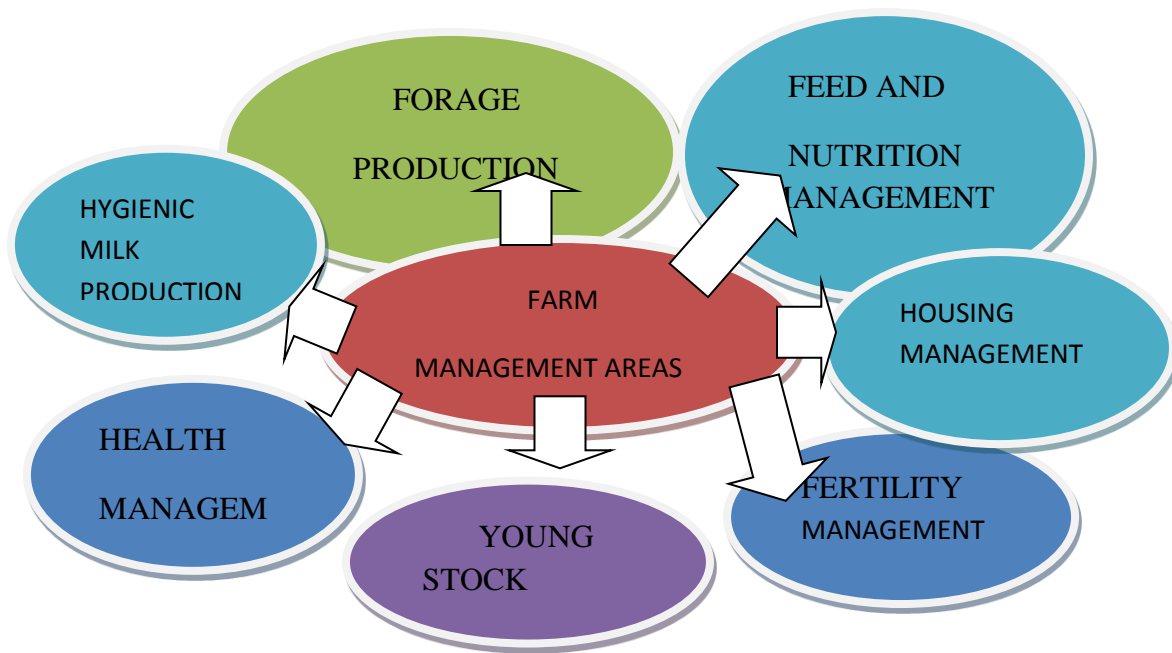 FORAGE
PRODUCTION
FEED AND
NUTRITION
MANAGEMENT
HYGIENIC
MILK
PRODUCTION
FARM
MANAGEMENT AREAS
HOUSING
MANAGEMENT
HEALTH
MANAGEM
YOUNG
STOCK
FERTILITY
MANAGEMENT